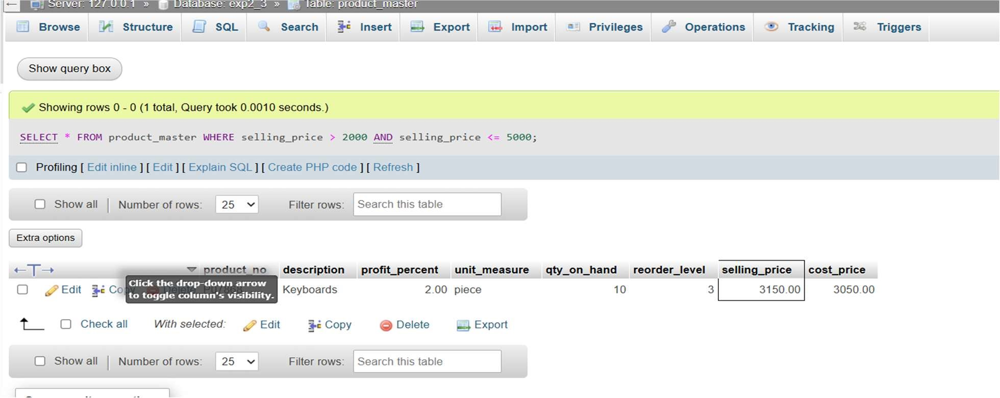 Server: 127.0.0.1 » Database: exp2_3 » Table: product_master
Browse Structure SQL Search Insert Export Import Privileges Operations Tracking Triggers
Show query box
Showing rows 0 - 0 (1 total, Query took 0.0010 seconds.)
SELECT * FROM product_master WHERE selling_price > 2000 AND selling_price <= 5000;
Profiling [ Edit inline ] [ Edit ] [ Explain SQL ] [ Create PHP code ] [ Refresh ]
Show all | Number of rows: 25 Filter rows: Search this table
Extra options
product_no description profit_percent unit_measure qty_on_hand reorder_level selling_price cost_price
Click the drop-down arrow
to toggle column's visibility.
Edit Copy Delete Keyboards 2.00 piece 10 3 3150.00 3050.00
Check all With selected: Edit Copy Delete Export
Show all | Number of rows: 25 Filter rows: Search this table